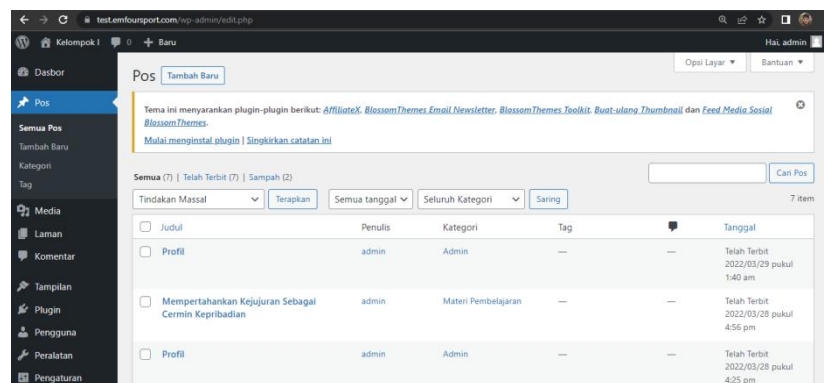 test.emfoursport.com/wp-admin/edit.php
Kelompok I 0 + Baru Hai, admin
Dasbor
Pos
Semua Pos
Tambah Baru
Kategori
Tag
Media
Laman
Komentar
Tampilan
Plugin
Pengguna
Peralatan
Pengaturan
Opsi Layar ▼ Bantuan ▼
Pos Tambah Baru
Tema ini menyarankan plugin-plugin berikut: AffiliateX, BlossomThemes Email Newsletter, BlossomThemes Toolkit, Buat-ulang Thumbnail dan Feed Media Sosial
BlossomThemes.
Mulai menginstal plugin | Singkirkan catatan ini
Semua (7) | Telah Terbit (7) | Sampah (2)
Cari Pos
Tindakan Massal Terapkan Semua tanggal Seluruh Kategori Saring 7 item
Judul Penulis Kategori Tag Tanggal
Profil admin Admin — — Telah Terbit
2022/03/29 pukul
1:40 am
Mempertahankan Kejujuran Sebagai admin Materi Pembelajaran — — Telah Terbit
Cermin Kepribadian 2022/03/28 pukul
4:56 pm
Profil admin Admin — — Telah Terbit
2022/03/28 pukul
4:25 pm